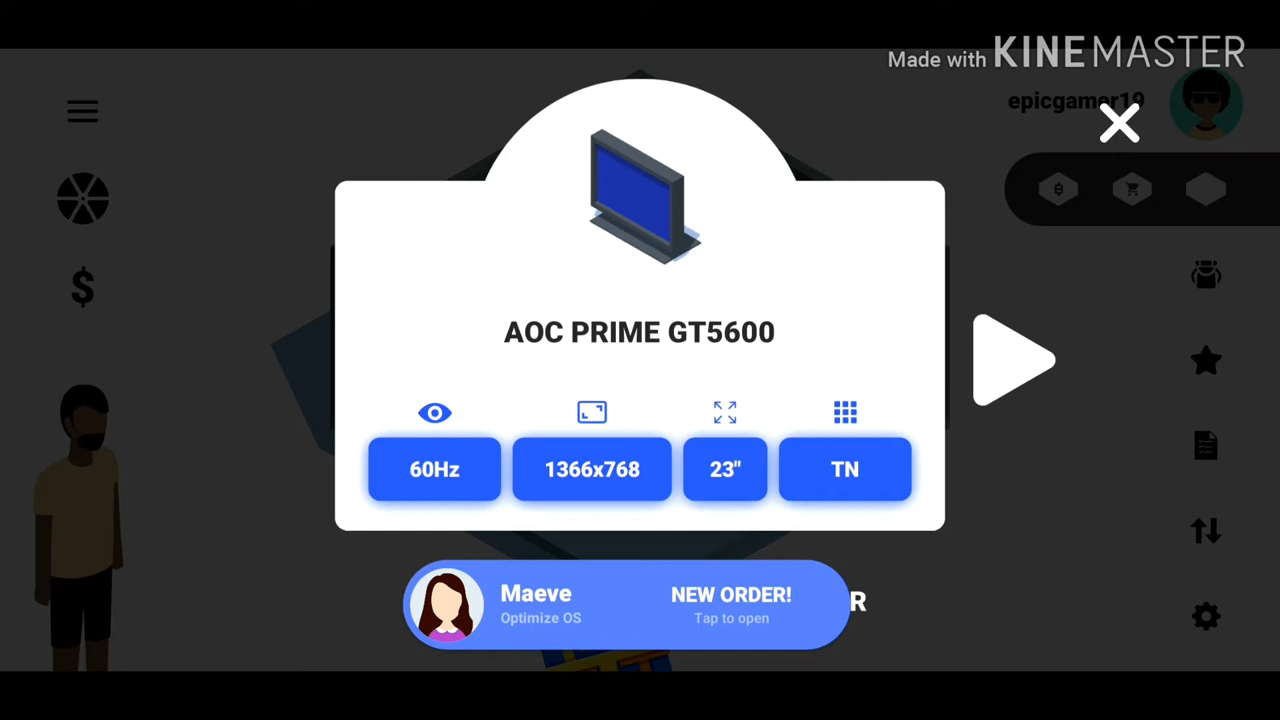 Made with KINEMASTER
epicgamer19
AOC PRIME GT5600
60Hz 1366x768 23" TN
Maeve NEW ORDER!
R
Optimize OS Tap to open